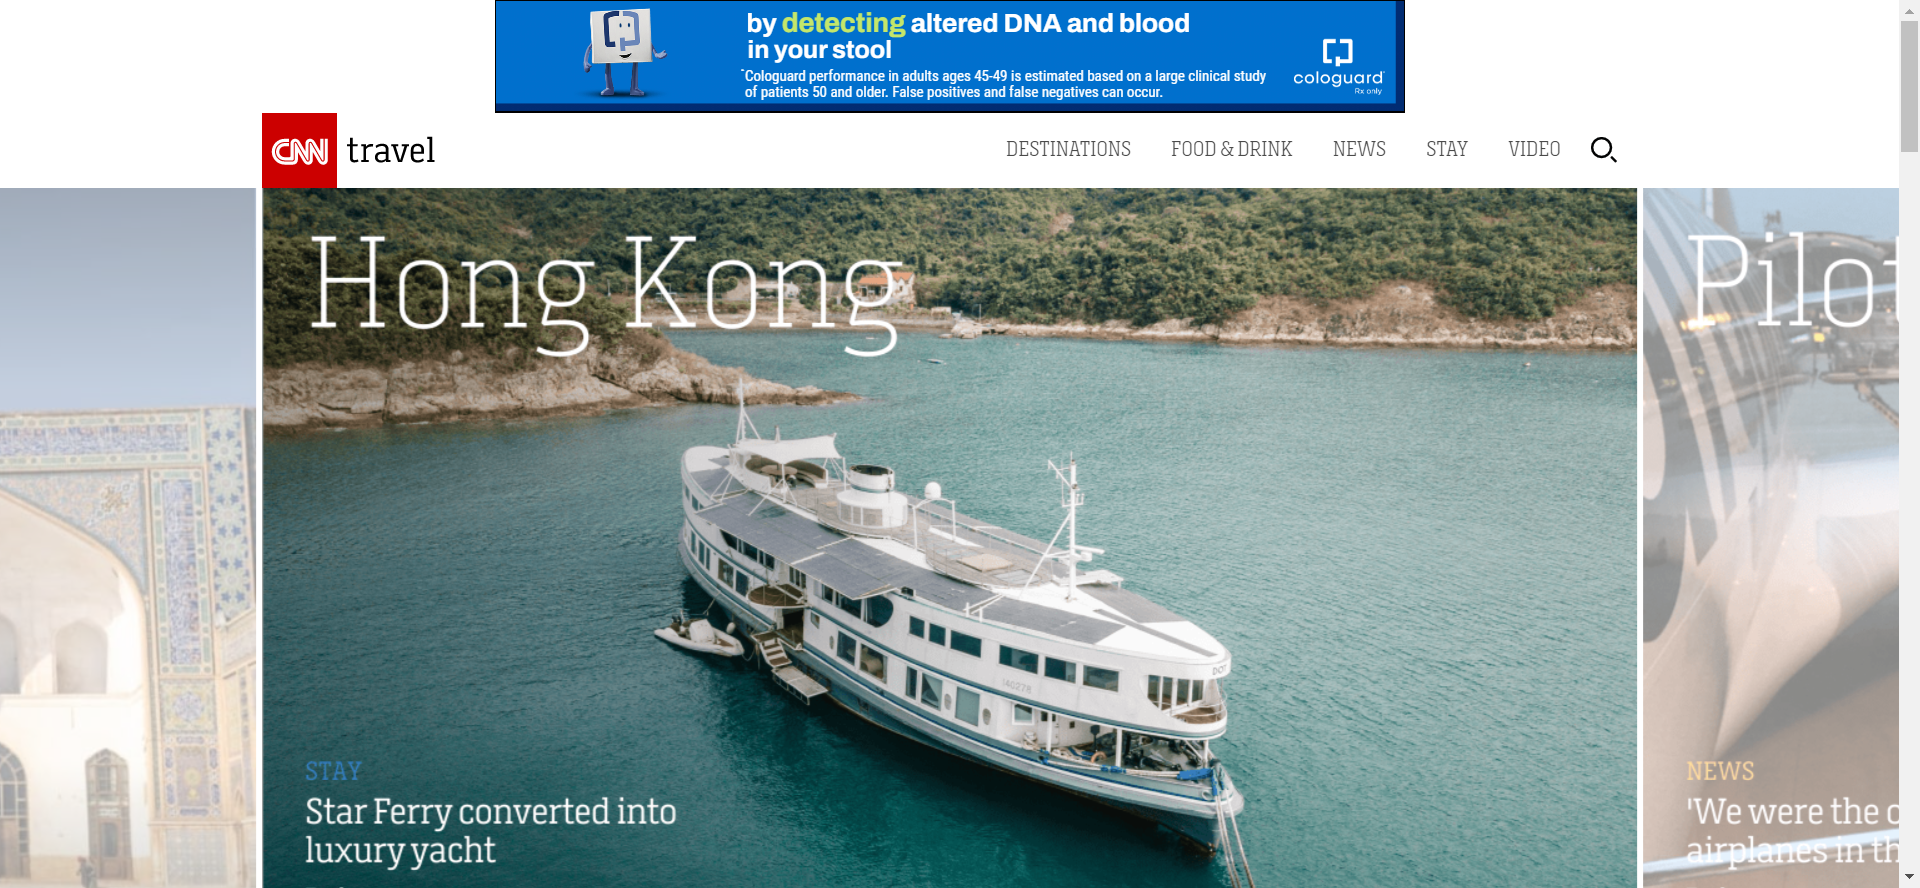 by detecting altered DNA and blood
in your stool
*Cologuard performance in adults ages 45-49 is estimated based on a large clinical study
of patients 50 and older. False positives and false negatives can occur.
cologuard
Rx only
CNN travel
DESTINATIONS FOOD & DRINK NEWS STAY VIDEO
Hong Kong
DOT
140278
STAY
Star Ferry converted into
luxury yacht
Pilot
NEWS
'We were the o
airplanes in th